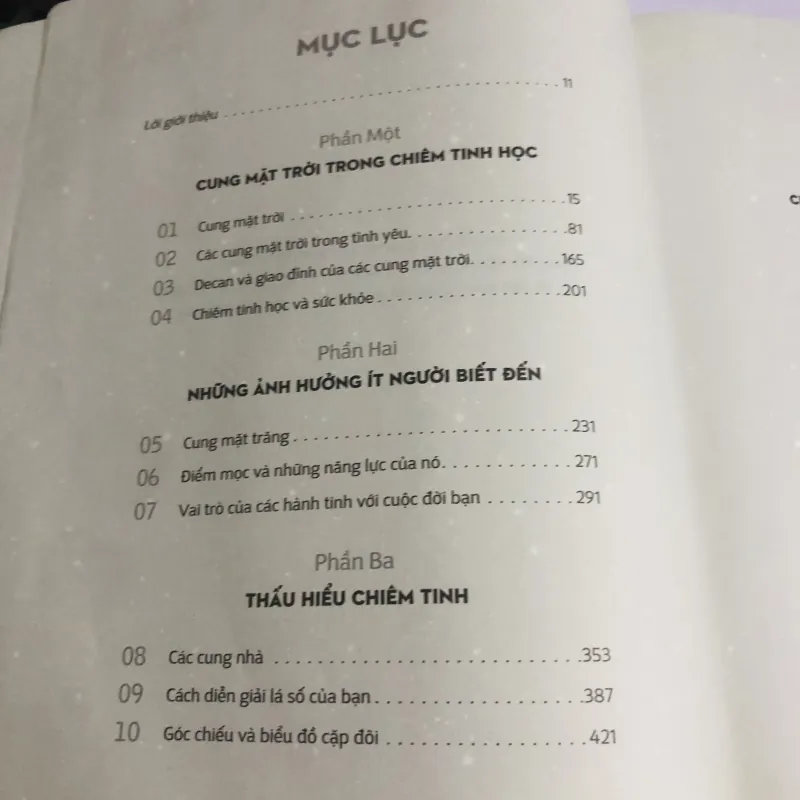 MỤC LỤC
Lời giới thiệu . . . . . . . . . . . . . . . . . . . . . . . . . . . . . . . . . . 11
Phần Một
CUNG MẶT TRỜI TRONG CHIÊM TINH HỌC
01 Cung mặt trời . . . . . . . . . . . . . . . . . . . . . . . . . . . . 15
02 Các cung mặt trời trong tình yêu. . . . . . . . . . . . . . . .81
03 Decan và giao đỉnh của các cung mặt trời. . . . . . . . . 165
04 Chiêm tinh học và sức khỏe . . . . . . . . . . . . . . . . . . . 201
Phần Hai
NHỮNG ẢNH HƯỞNG ÍT NGƯỜI BIẾT ĐẾN
05 Cung mặt trăng . . . . . . . . . . . . . . . . . . . . . . . . . . . 231
06 Điểm mọc và những năng lực của nó. . . . . . . . . . . . 271
07 Vai trò của các hành tinh với cuộc đời bạn . . . . . . . . 291
Phần Ba
THẤU HIỂU CHIÊM TINH
08 Các cung nhà . . . . . . . . . . . . . . . . . . . . . . . . . . . .353
09 Cách diễn giải lá số của bạn . . . . . . . . . . . . . . . . . . .387
10 Góc chiếu và biểu đồ cặp đôi . . . . . . . . . . . . . . . . . . 421